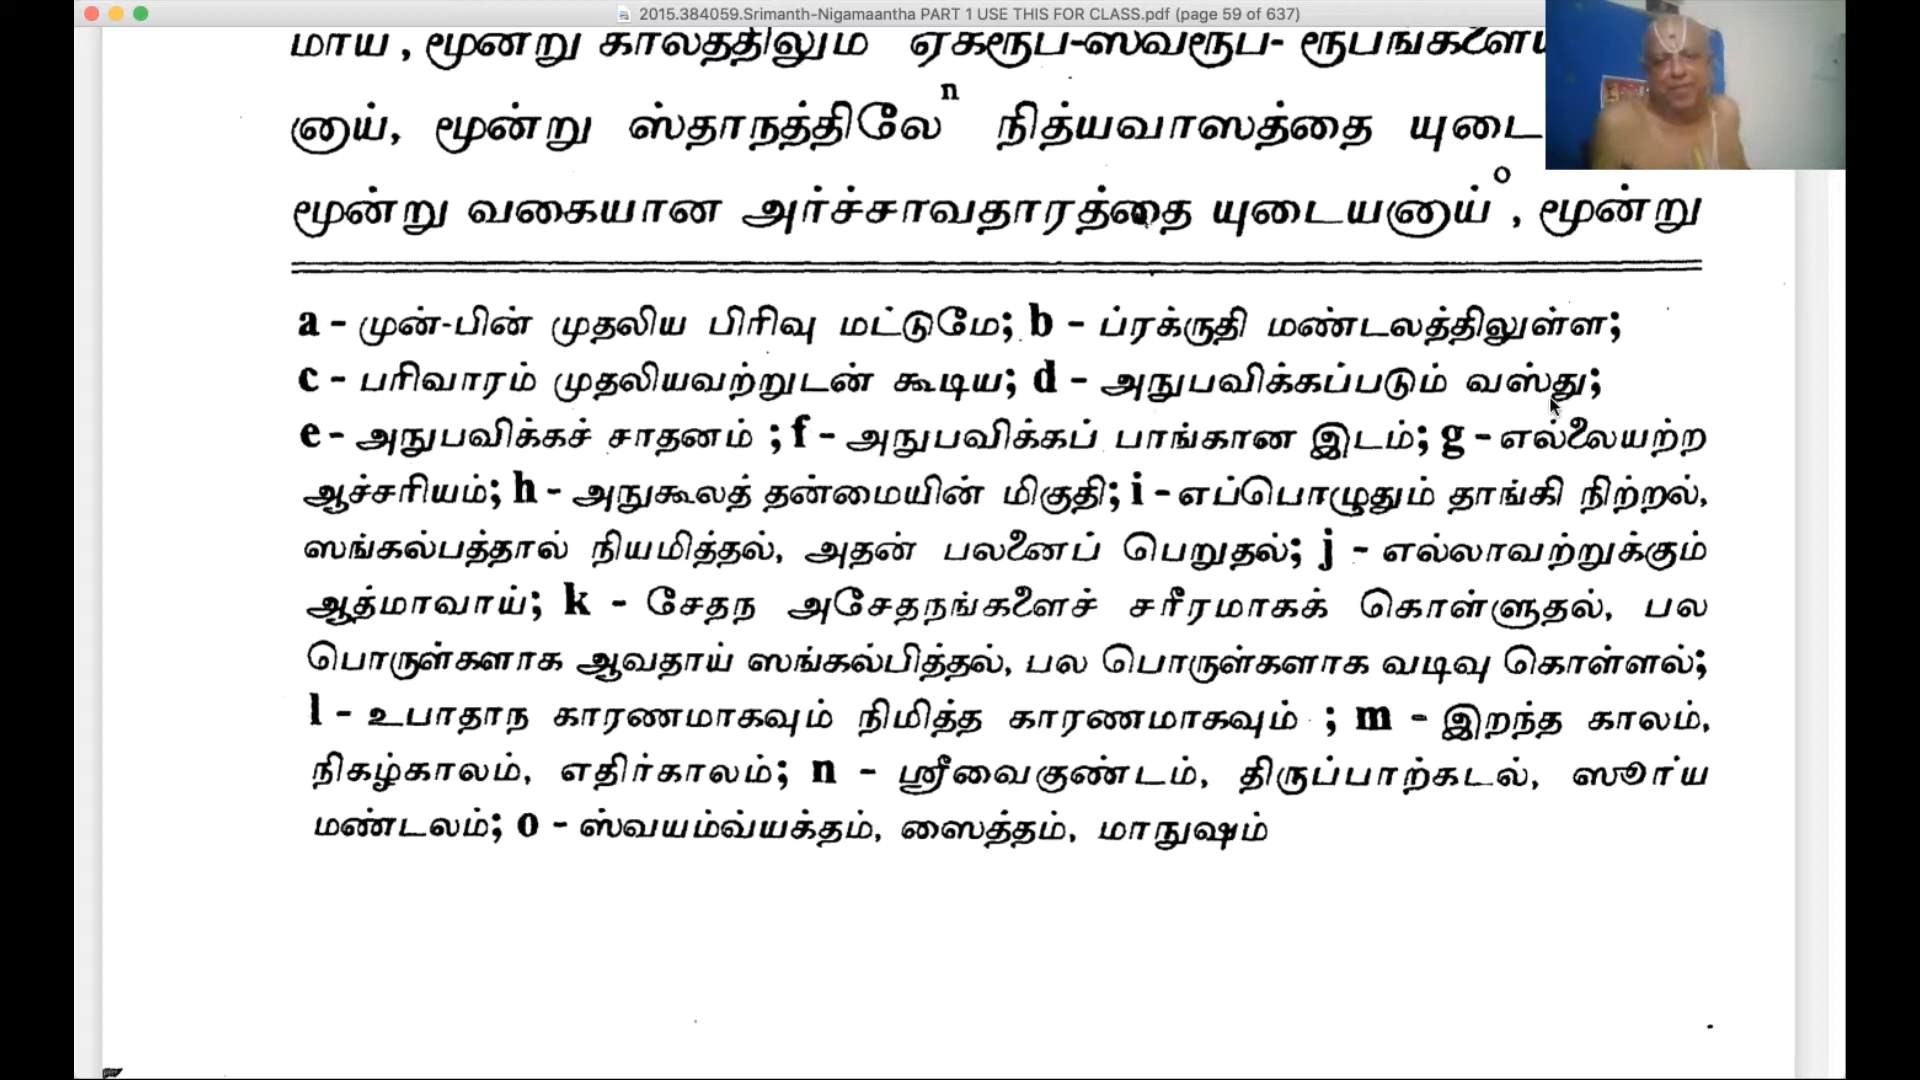 2015.384059.Srimanth-Nigamaantha PART 1 USE THIS FOR CLASS.pdf (page 59 of 637)
மாய, மூன்று காலத்திலும் ஏகரூப-ஸ்வரூப- ரூபங்களை
னாய், மூன்று ஸ்தாநத்திலே n நித்யவாஸத்தை யுடை
மூன்று வகையான அர்ச்சாவதாரத்தை யுடையனாய் o, மூன்று
a - முன்-பின் முதலிய பிரிவு மட்டுமே; b - ப்ரக்ருதி மண்டலத்திலுள்ள;
c - பரிவாரம் முதலியவற்றுடன் கூடிய; d - அநுபவிக்கப்படும் வஸ்து;
e - அநுபவிக்கச் சாதனம் ; f - அநுபவிக்கப் பாங்கான இடம்; g - எல்லையற்ற
ஆச்சரியம்; h - அநுகூலத் தன்மையின் மிகுதி; i - எப்பொழுதும் தாங்கி நிற்றல்,
ஸங்கல்பத்தால் நியமித்தல், அதன் பலனைப் பெறுதல்; j - எல்லாவற்றுக்கும்
ஆத்மாவாய்; k - சேதந அசேதநங்களைச் சரீரமாகக் கொள்ளுதல், பல
பொருள்களாக ஆவதாய் ஸங்கல்பித்தல், பல பொருள்களாக வடிவு கொள்ளல்;
l - உபாதாந காரணமாகவும் நிமித்த காரணமாகவும் ; m - இறந்த காலம்,
நிகழ்காலம், எதிர்காலம்; n - ஸ்ரீவைகுண்டம், திருப்பாற்கடல், ஸூர்ய
மண்டலம்; o - ஸ்வயம்வ்யக்தம், ஸைத்தம், மாநுஷம்